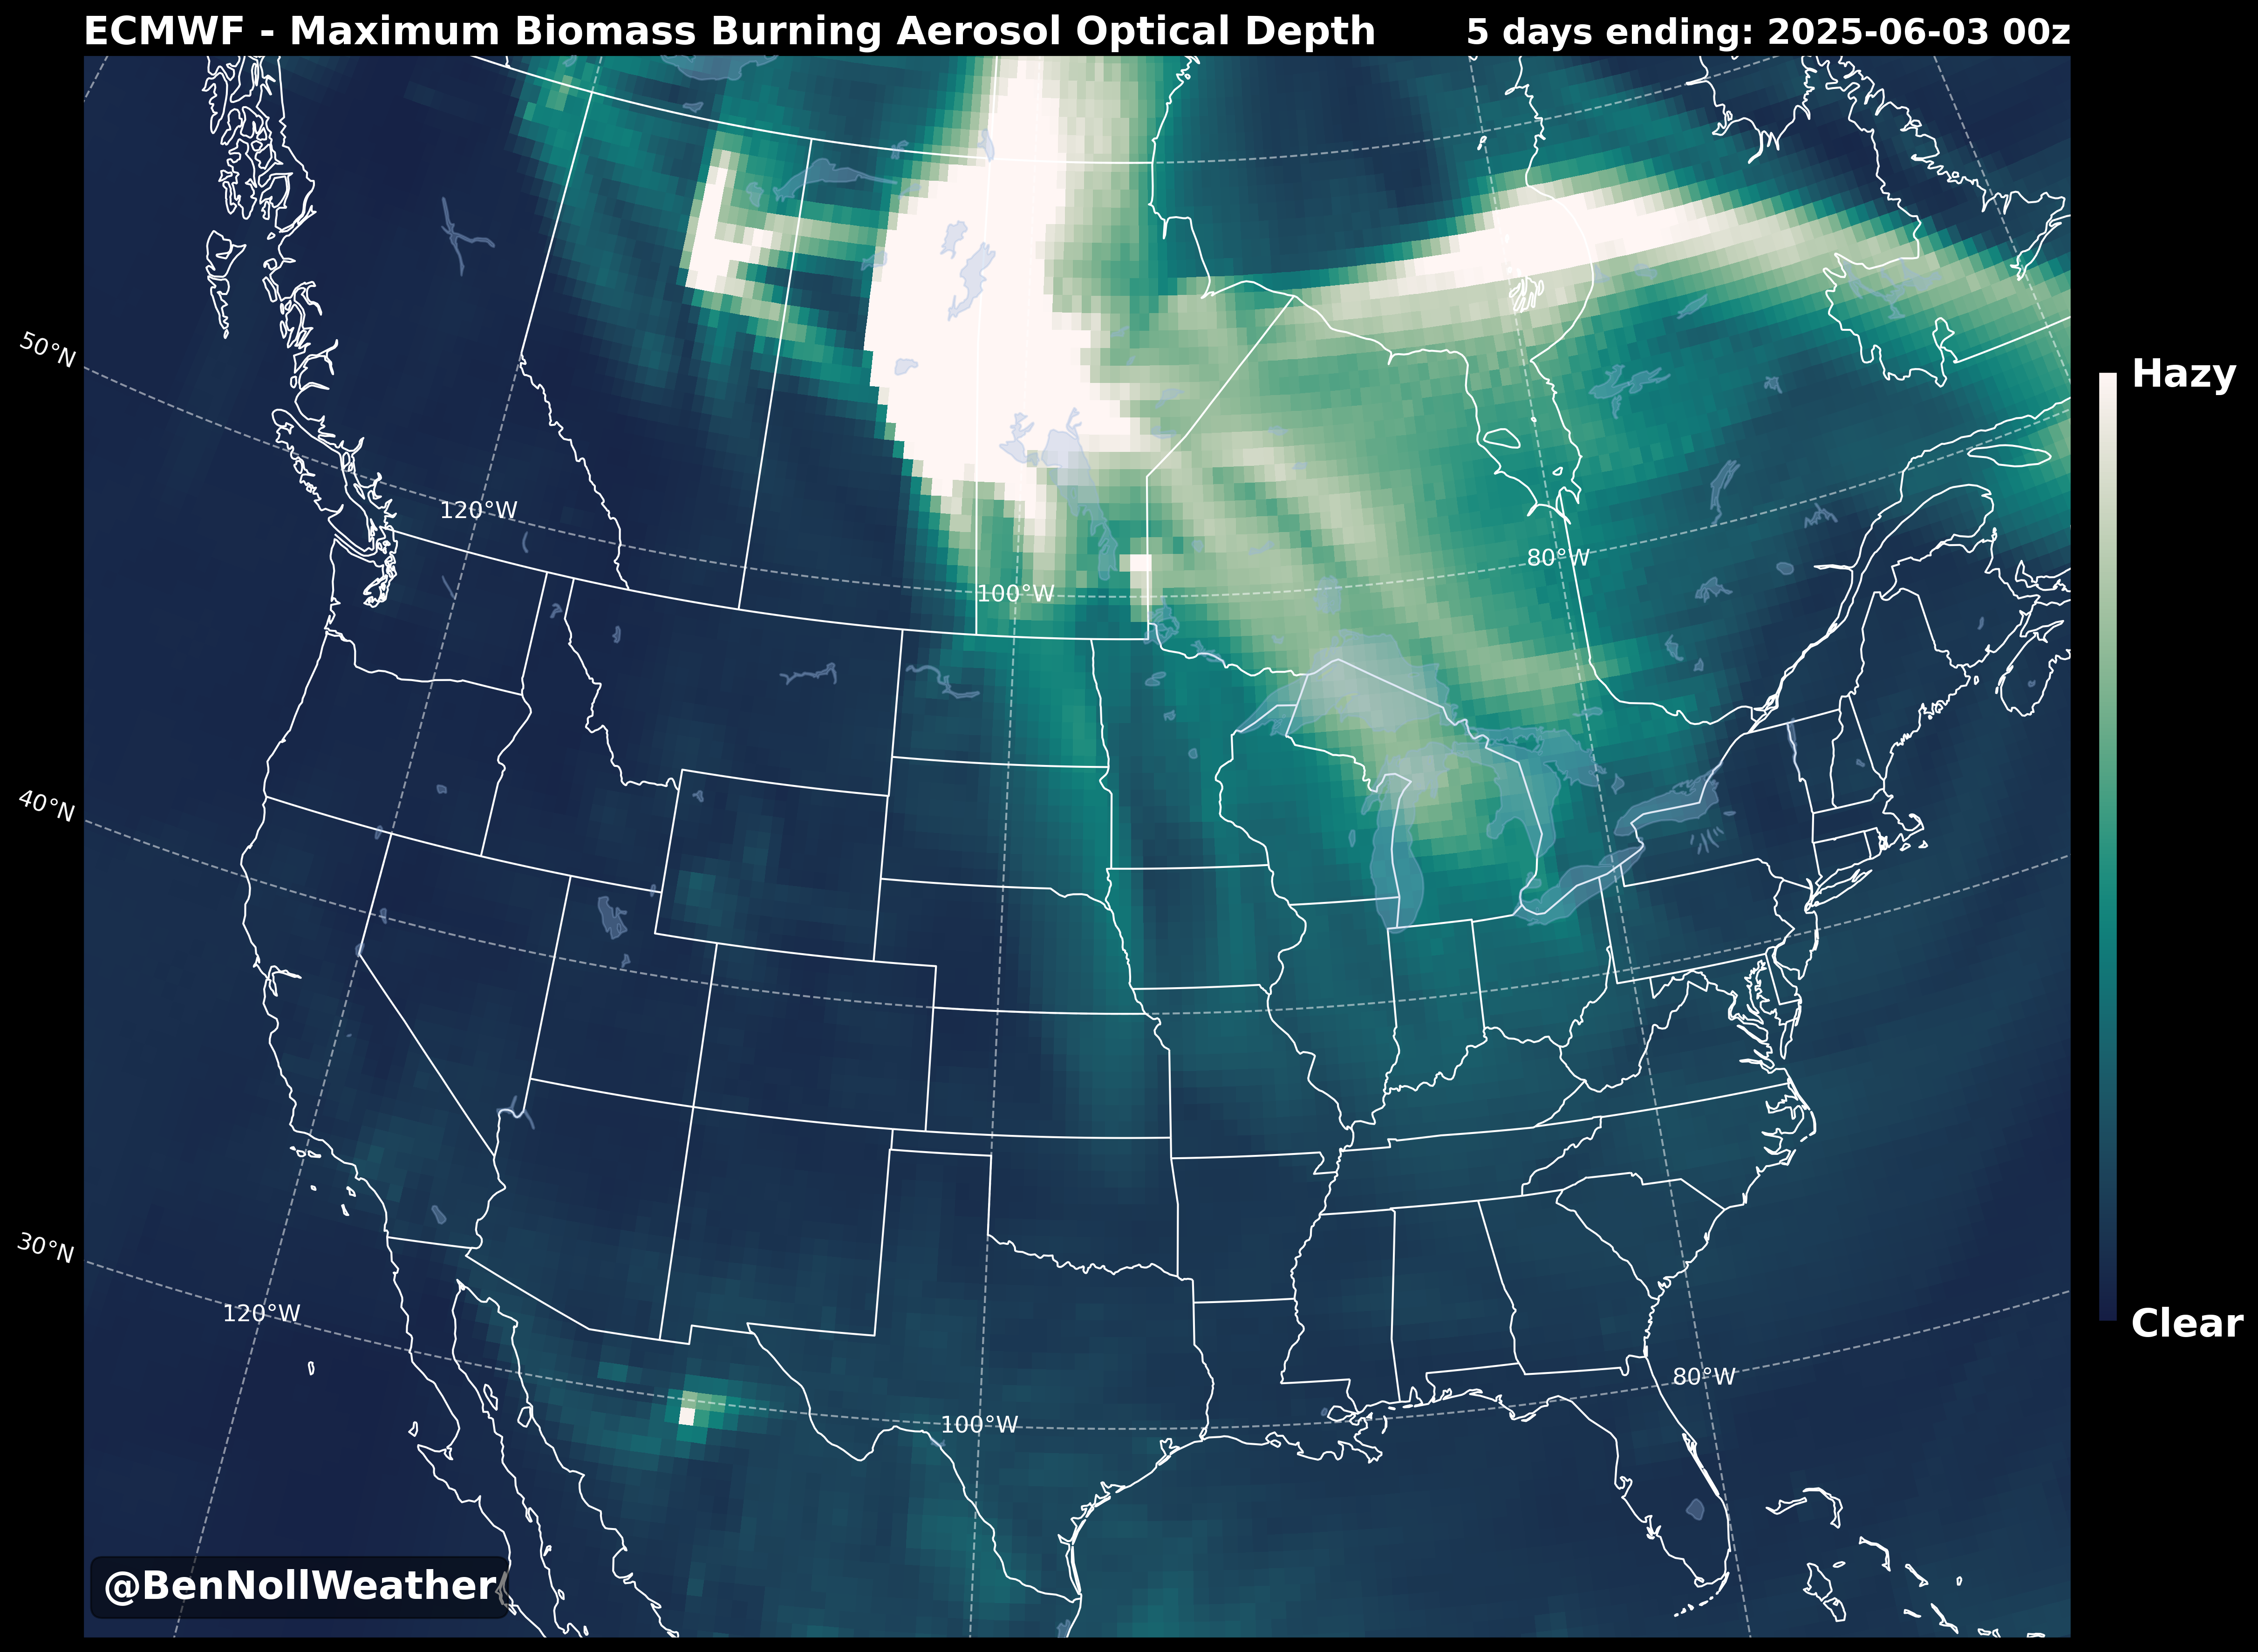 ECMWF - Maximum Biomass Burning Aerosol Optical Depth
5 days ending: 2025-06-03 00z
50°N
Hazy
120°W
80°W
100°W
40°N
30°N
120°W
Clear
80°W
100°W
@BenNollWeather